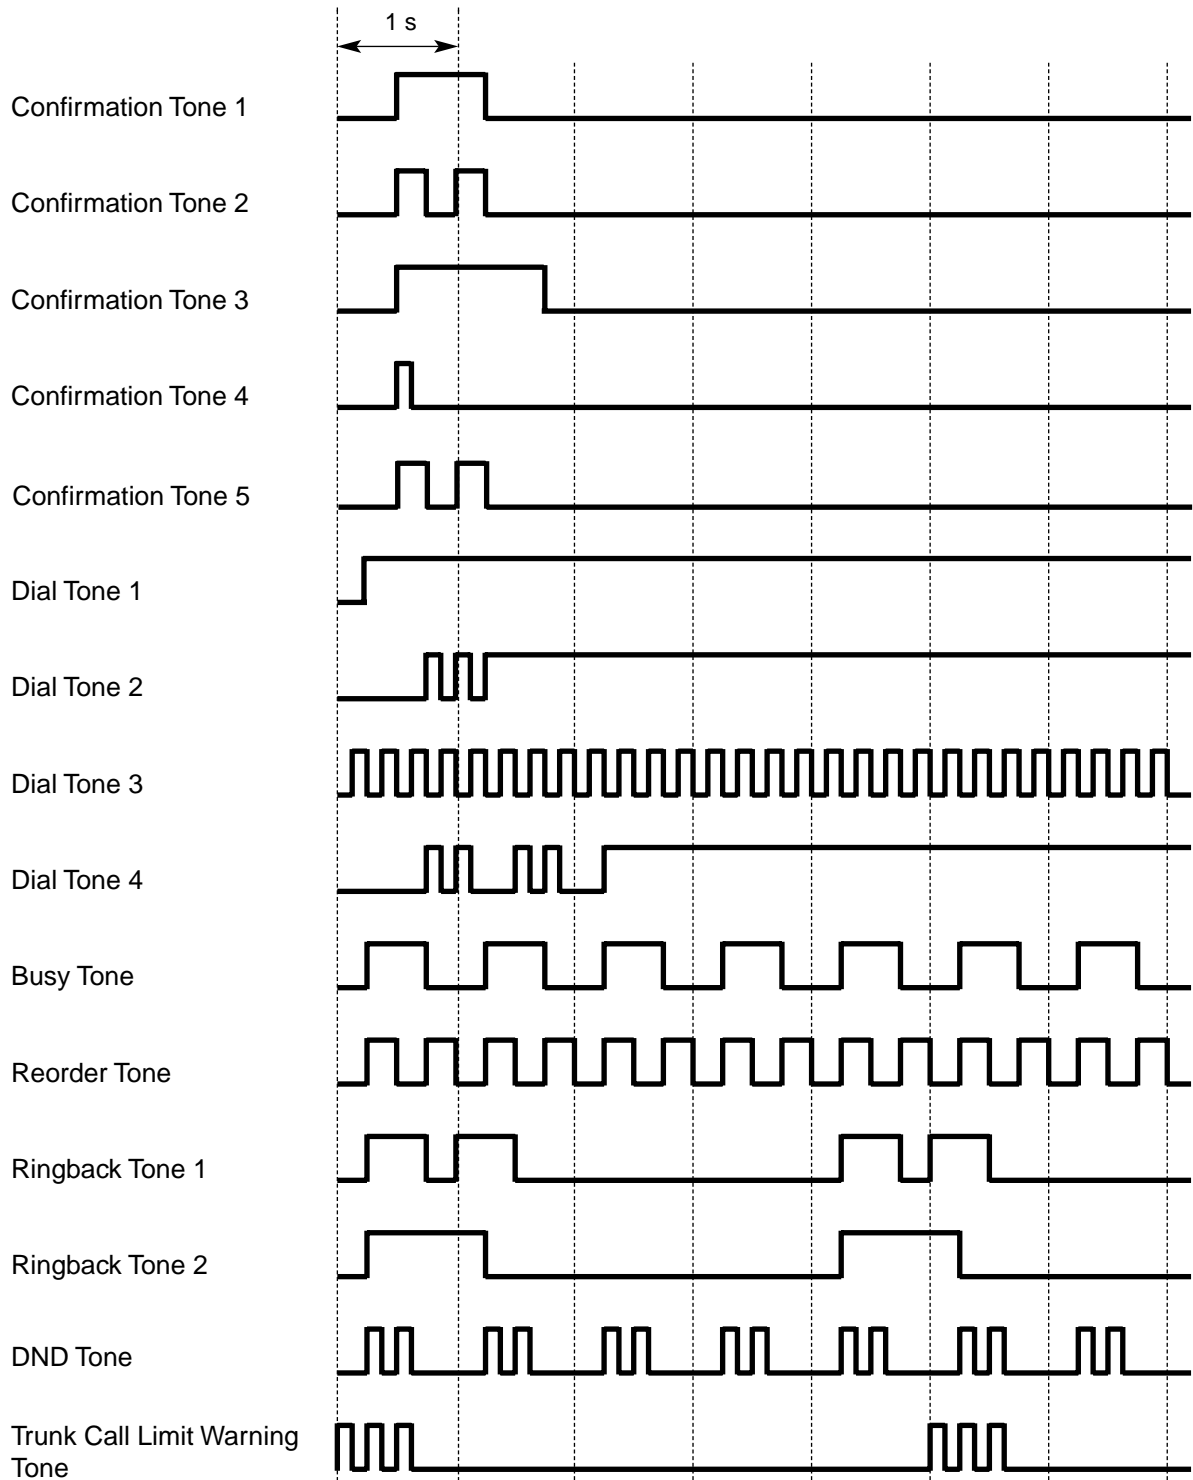 1 s
Confirmation Tone 1
Confirmation Tone 2
Confirmation Tone 3
Confirmation Tone 4
Confirmation Tone 5
Dial Tone 1
Dial Tone 2
Dial Tone 3
Dial Tone 4
Busy Tone
Reorder Tone
Ringback Tone 1
Ringback Tone 2
DND Tone
Trunk Call Limit Warning
Tone